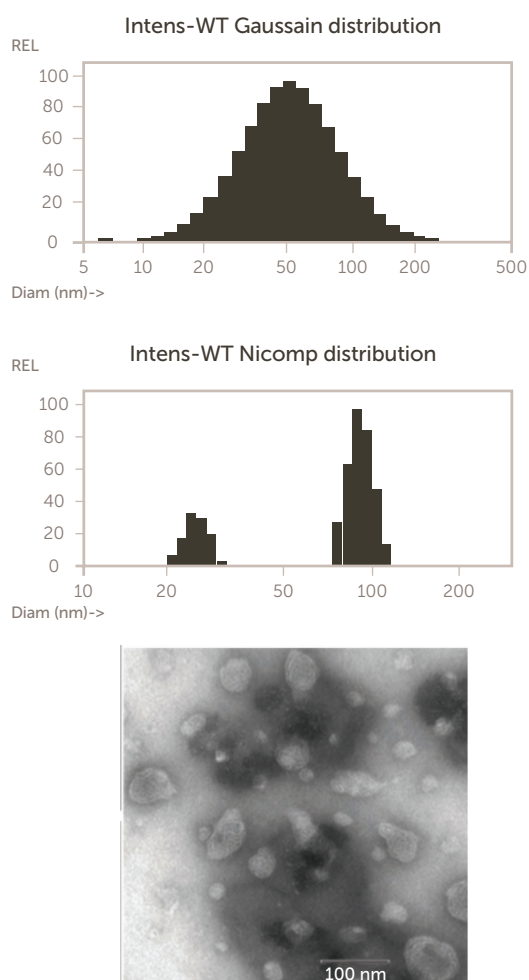 Intens-WT Gaussain distribution
REL
100
80
60
40
20
0
5 10 20 50 100 200 500
Diam (nm)->
Intens-WT Nicomp distribution
REL
100
80
60
40
20
0
10 20 50 100 200
Diam (nm)->
100 nm